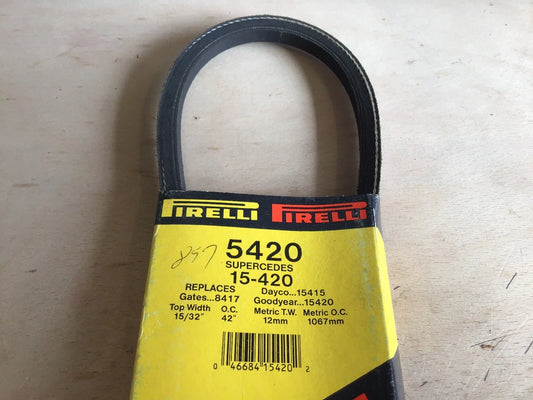 PIRELLI PIRELLI
5420
SUPERCEDES
15-420
REPLACES Dayco...15415
Gates...8417 Goodyear...15420
Top Width O.C. Metric T.W. Metric O.C.
15/32" 42" 12mm 1067mm
0 46684 15420 2